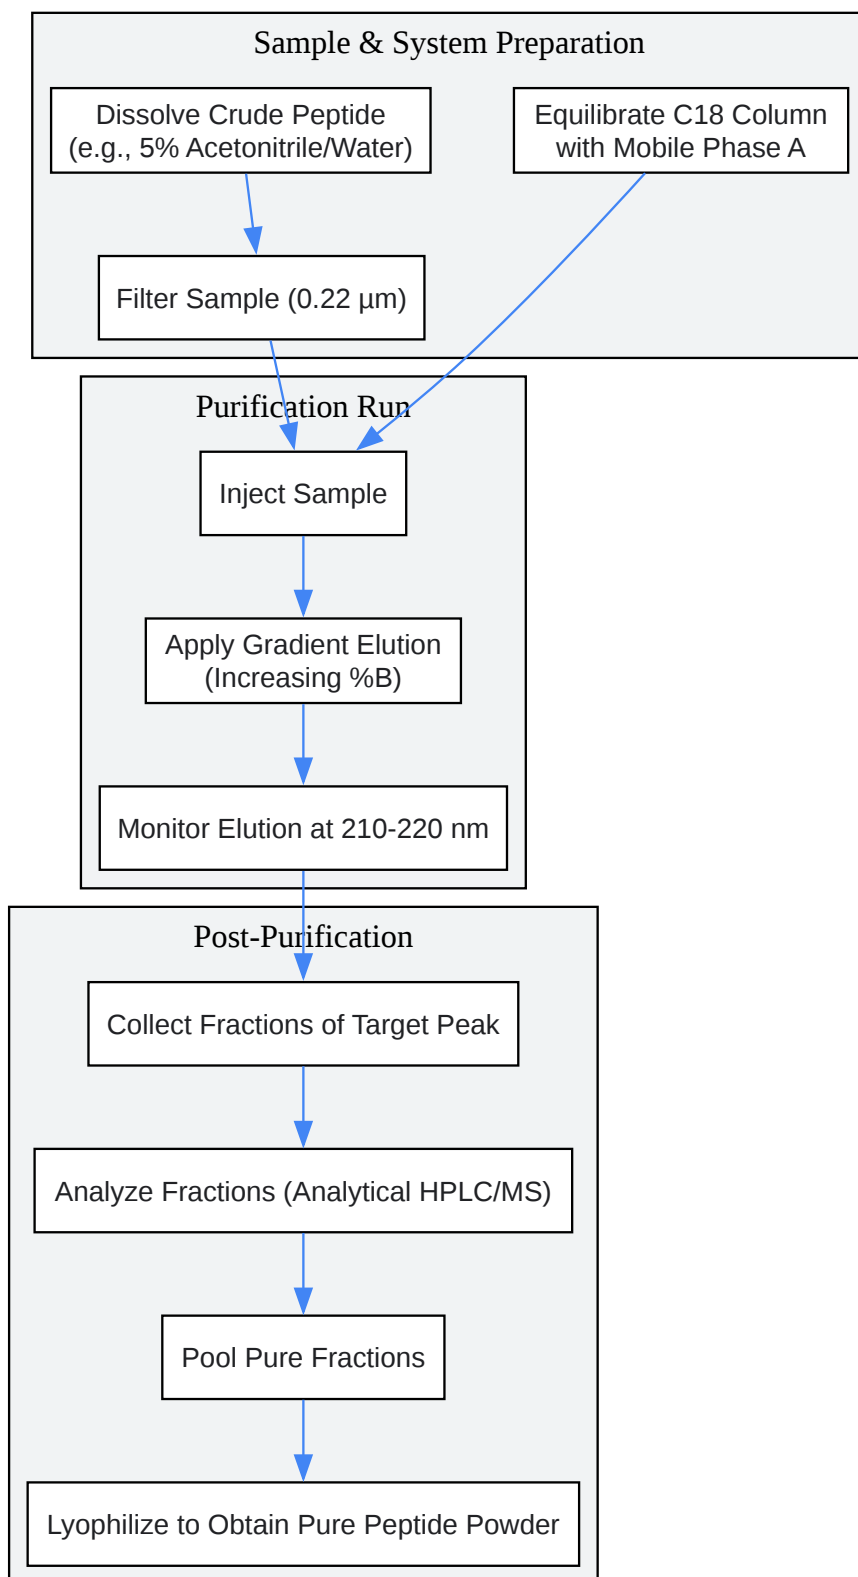 Sample & System Preparation
Dissolve Crude Peptide
(e.g., 5% Acetonitrile/Water)
Equilibrate C18 Column
with Mobile Phase A
Filter Sample (0.22 µm)
Purification Run
Inject Sample
Apply Gradient Elution
(Increasing %B)
Monitor Elution at 210-220 nm
Post-Purification
Collect Fractions of Target Peak
Analyze Fractions (Analytical HPLC/MS)
Pool Pure Fractions
Lyophilize to Obtain Pure Peptide Powder